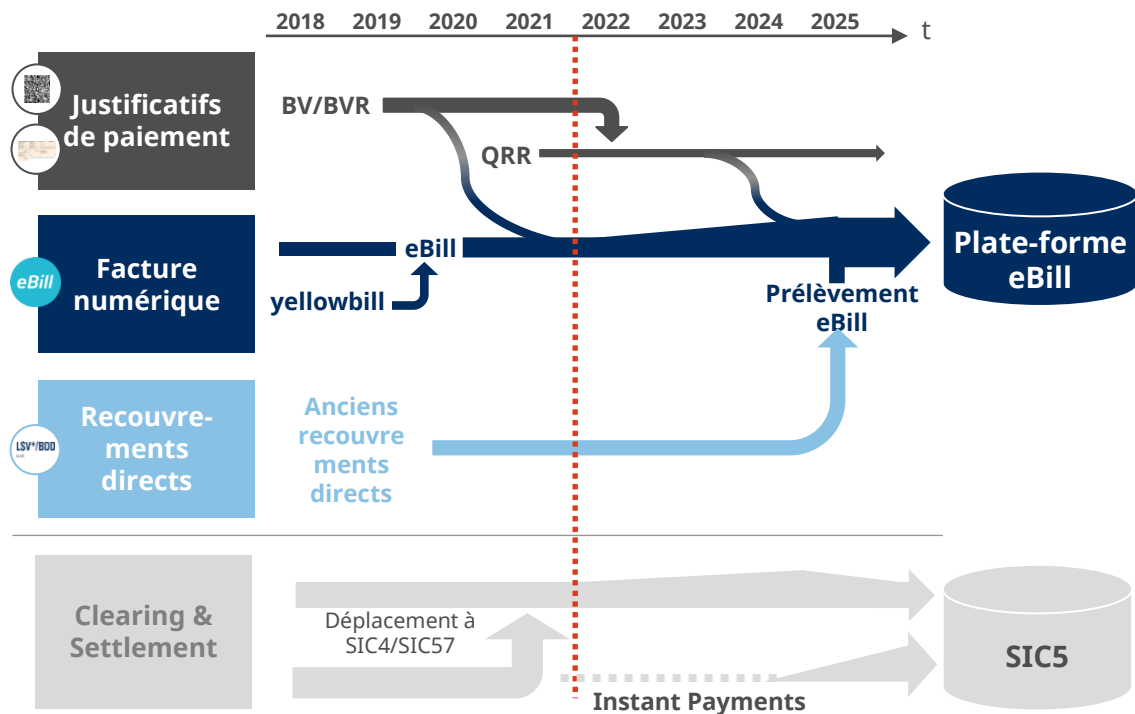 2018 2019 2020 2021 2022 2023 2024 2025
t
Justificatifs
de paiement
BV/BVR
QRR
eBill
Facture
numérique
eBill
yellowbill
Prélèvement
eBill
Plate-forme
eBill
LSV+/BDD
Recouvre-
ments
directs
Anciens
recouvre
ments
directs
Clearing &
Settlement
Déplacement à
SIC4/SIC57
Instant Payments
SIC5